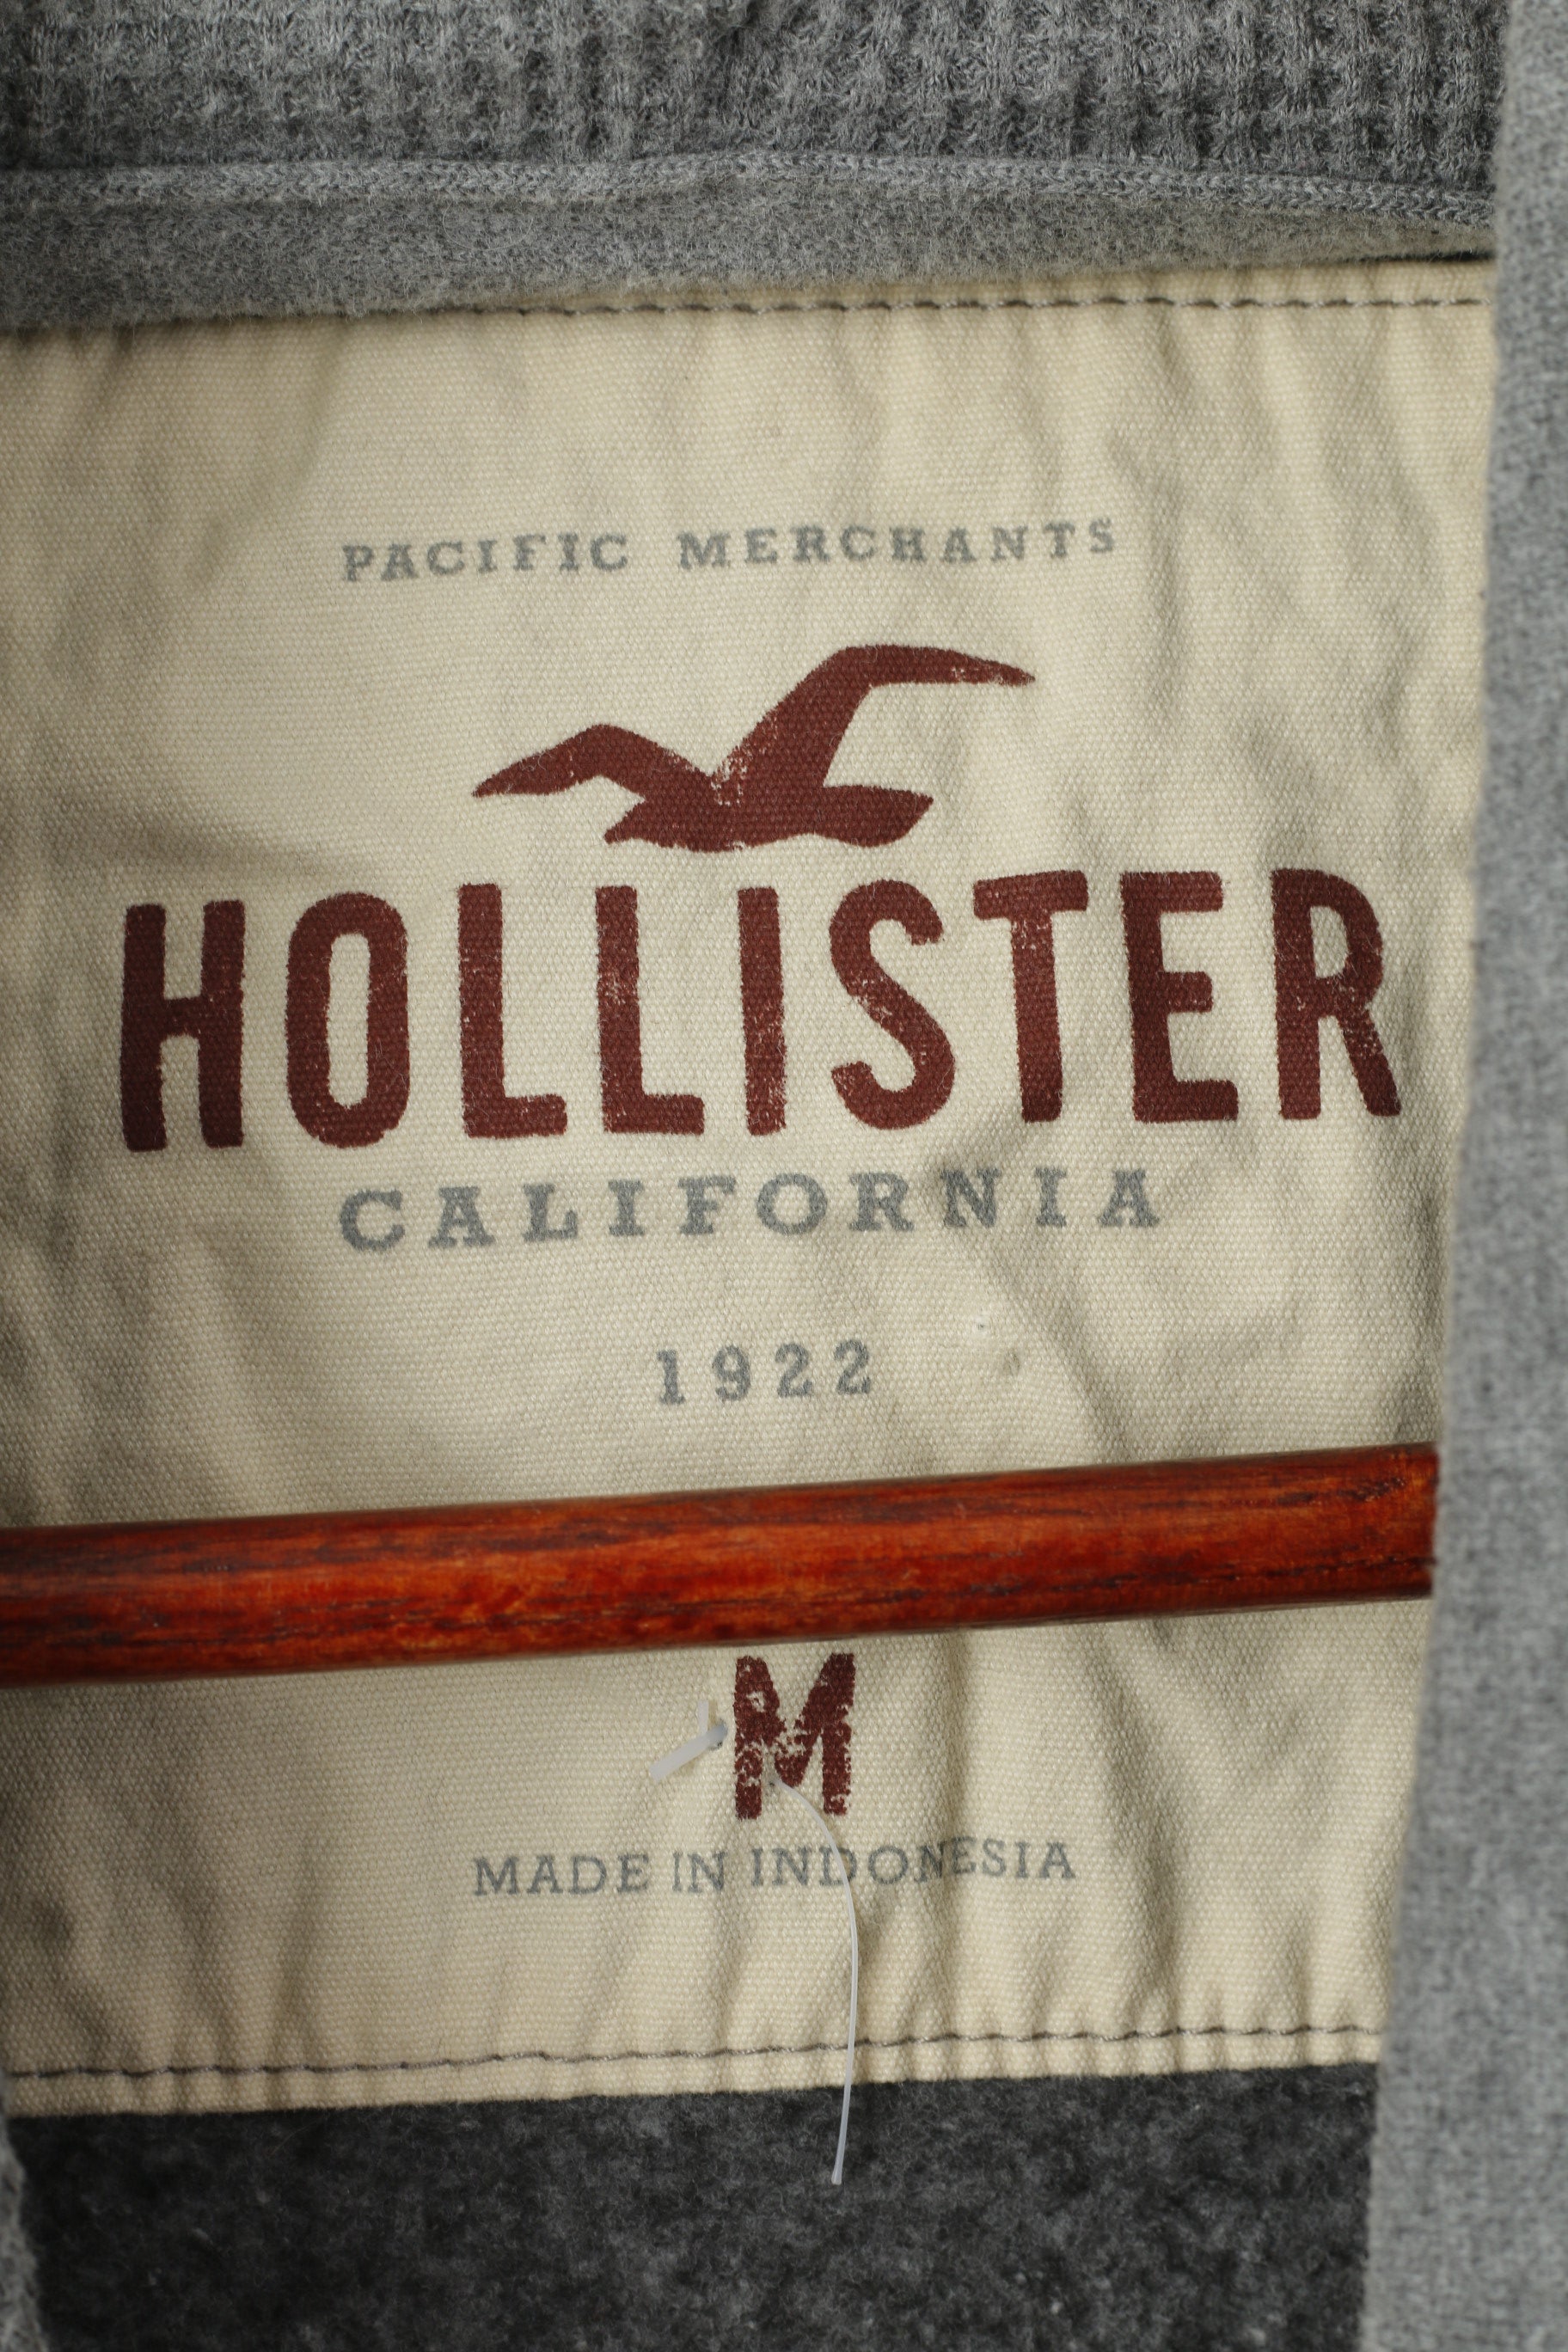 PACIFIC MERCHANTS
HOLLISTER
CALIFORNIA
1922
M
MADE IN INDONESIA